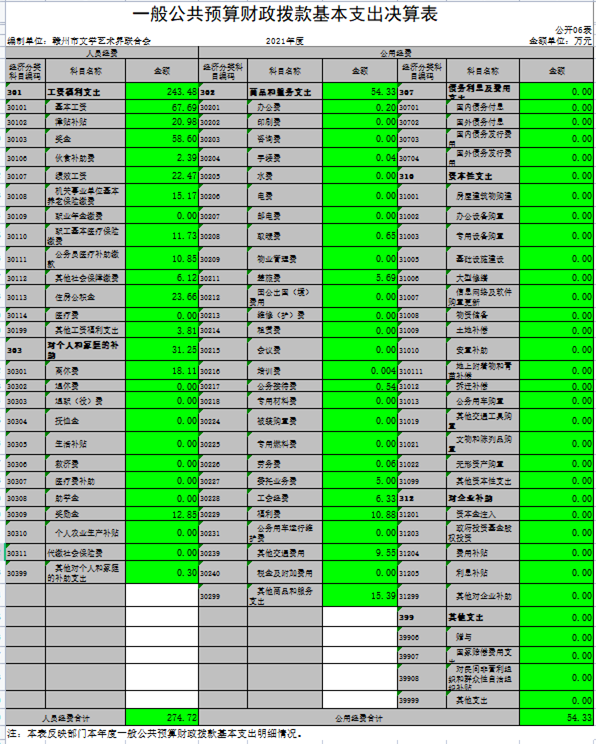 一般公共预算财政拨款基本支出决算表
公开06表
编制单位：赣州市文学艺术界联合会 2021年度 金额单位：万元
人员经费 公用经费
经济分类科目编码 科目名称 金额 经济分类科目编码 科目名称 金额 经济分类科目编码 科目名称 金额
301 工资福利支出 243.48 302 商品和服务支出 54.33 307 债务利息及费用支出 0.00
30101 基本工资 67.69 30201 办公费 0.20 30701 国内债务付息 0.00
30102 津贴补贴 20.98 30202 印刷费 0.00 30702 国外债务付息 0.00
30103 奖金 58.60 30203 咨询费 0.00 30703 国内债务发行费用 0.00
30106 伙食补助费 2.39 30204 手续费 0.04 30704 国外债务发行费用 0.00
30107 绩效工资 22.47 30205 水费 0.00 310 资本性支出 0.00
30108 机关事业单位基本养老保险缴费 15.17 30206 电费 0.00 31001 房屋建筑物购建 0.00
30109 职业年金缴费 0.00 30207 邮电费 0.00 31002 办公设备购置 0.00
30110 职工基本医疗保险缴费 11.73 30208 取暖费 0.65 31003 专用设备购置 0.00
30111 公务员医疗补助缴款 10.85 30209 物业管理费 0.00 31005 基础设施建设 0.00
30112 其他社会保障缴费 6.12 30211 差旅费 5.69 31006 大型修缮 0.00
30113 住房公积金 23.66 30212 因公出国（境）费用 0.00 31007 信息网络及软件购置更新 0.00
30114 医疗费 0.00 30213 维修（护）费 0.00 31008 物资储备 0.00
30199 其他工资福利支出 3.81 30214 租赁费 0.00 31009 土地补偿 0.00
303 对个人和家庭的补助 31.25 30215 会议费 0.00 31010 安置补助 0.00
30301 离休费 18.11 30216 培训费 0.004 310111 地上附着物和青苗补偿 0.00
30302 退休费 0.00 30217 公务接待费 0.54 31012 拆迁补偿 0.00
30303 退职（役）费 0.00 30218 专用材料费 0.00 31013 公务用车购置 0.00
30304 抚恤金 0.00 30224 被装购置费 0.00 31019 其他交通工具购置 0.00
30305 生活补贴 0.00 30225 专用燃料费 0.00 31021 文物和陈列品购置 0.00
30306 救济费 0.00 30226 劳务费 0.06 31022 无形资产购置 0.00
30307 医疗费补助 0.00 30227 委托业务费 5.00 31099 其他资本性支出 0.00
30308 助学金 0.00 30228 工会经费 6.33 312 对企业补助 0.00
30309 奖励金 12.85 30229 福利费 10.88 31201 资本金注入 0.00
30310 个人农业生产补贴 0.00 30231 公务用车运行维护费 0.00 31203 政府投资基金股权投资 0.00
30311 代缴社会保险费 0.00 30239 其他交通费用 9.55 31204 费用补贴 0.00
30399 其他对个人和家庭的补助支出 0.30 30240 税金及附加费用 0.00 31205 利息补贴 0.00
30299 其他商品和服务支出 15.39 31299 其他对企业补助 0.00
399 其他支出 0.00
39906 赠与 0.00
39907 国家赔偿费用支出 0.00
39908 对民间非营利组织和群众性自治组织补贴 0.00
39999 其他支出 0.00
人员经费合计 274.72 公用经费合计 54.33
注：本表反映部门本年度一般公共预算财政拨款基本支出明细情况。